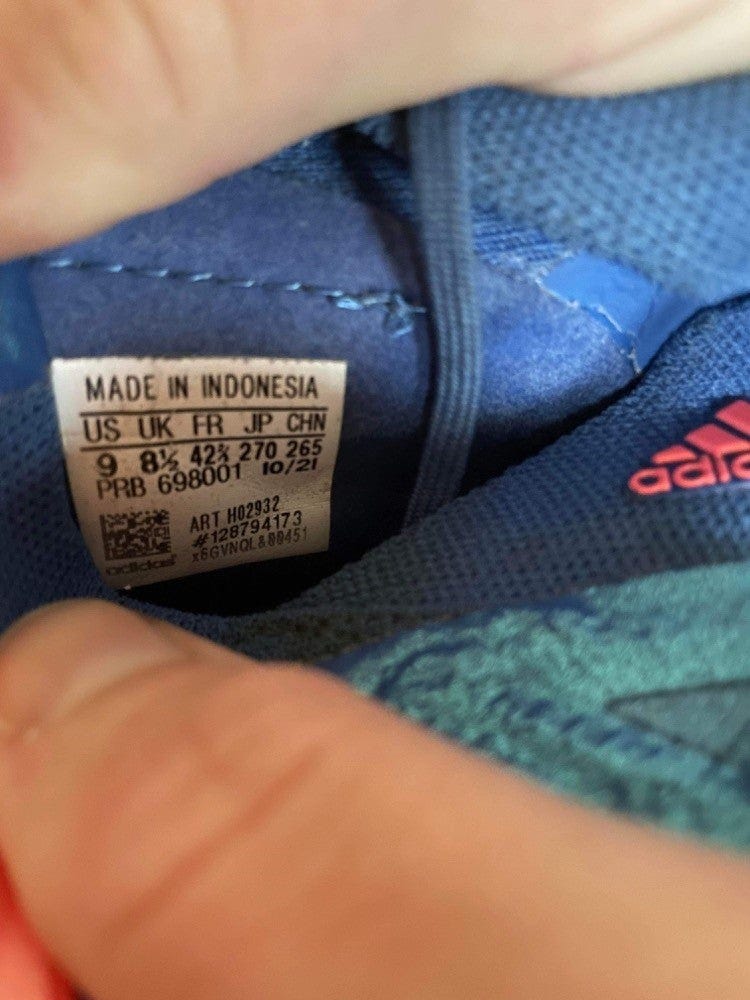 MADE IN INDONESIA
US UK FR JP CHN
9 8½ 42⅔ 270 265
PRB 698001 10/21
ART H02932
#128794173
adidas
adida